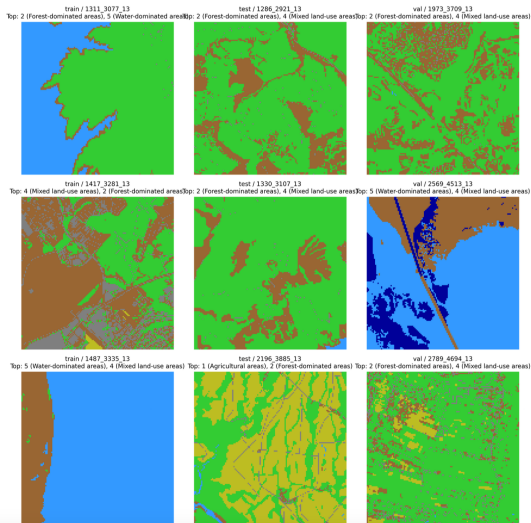 train / 1311_3077_13
Top: 2 (Forest-dominated areas), 5 (Water-dominated areas)
test / 1286_2921_13
Top: 2 (Forest-dominated areas), 4 (Mixed land-use areas)
val / 1973_3709_13
Top: 2 (Forest-dominated areas), 4 (Mixed land-use areas)
train / 1417_3281_13
Top: 4 (Mixed land-use areas), 2 (Forest-dominated areas)
test / 1330_3107_13
Top: 2 (Forest-dominated areas), 4 (Mixed land-use areas)
val / 2569_4513_13
Top: 5 (Water-dominated areas), 4 (Mixed land-use areas)
train / 1487_3335_13
Top: 5 (Water-dominated areas), 4 (Mixed land-use areas)
test / 2196_3885_13
Top: 1 (Agricultural areas), 2 (Forest-dominated areas)
val / 2789_4694_13
Top: 2 (Forest-dominated areas), 4 (Mixed land-use areas)